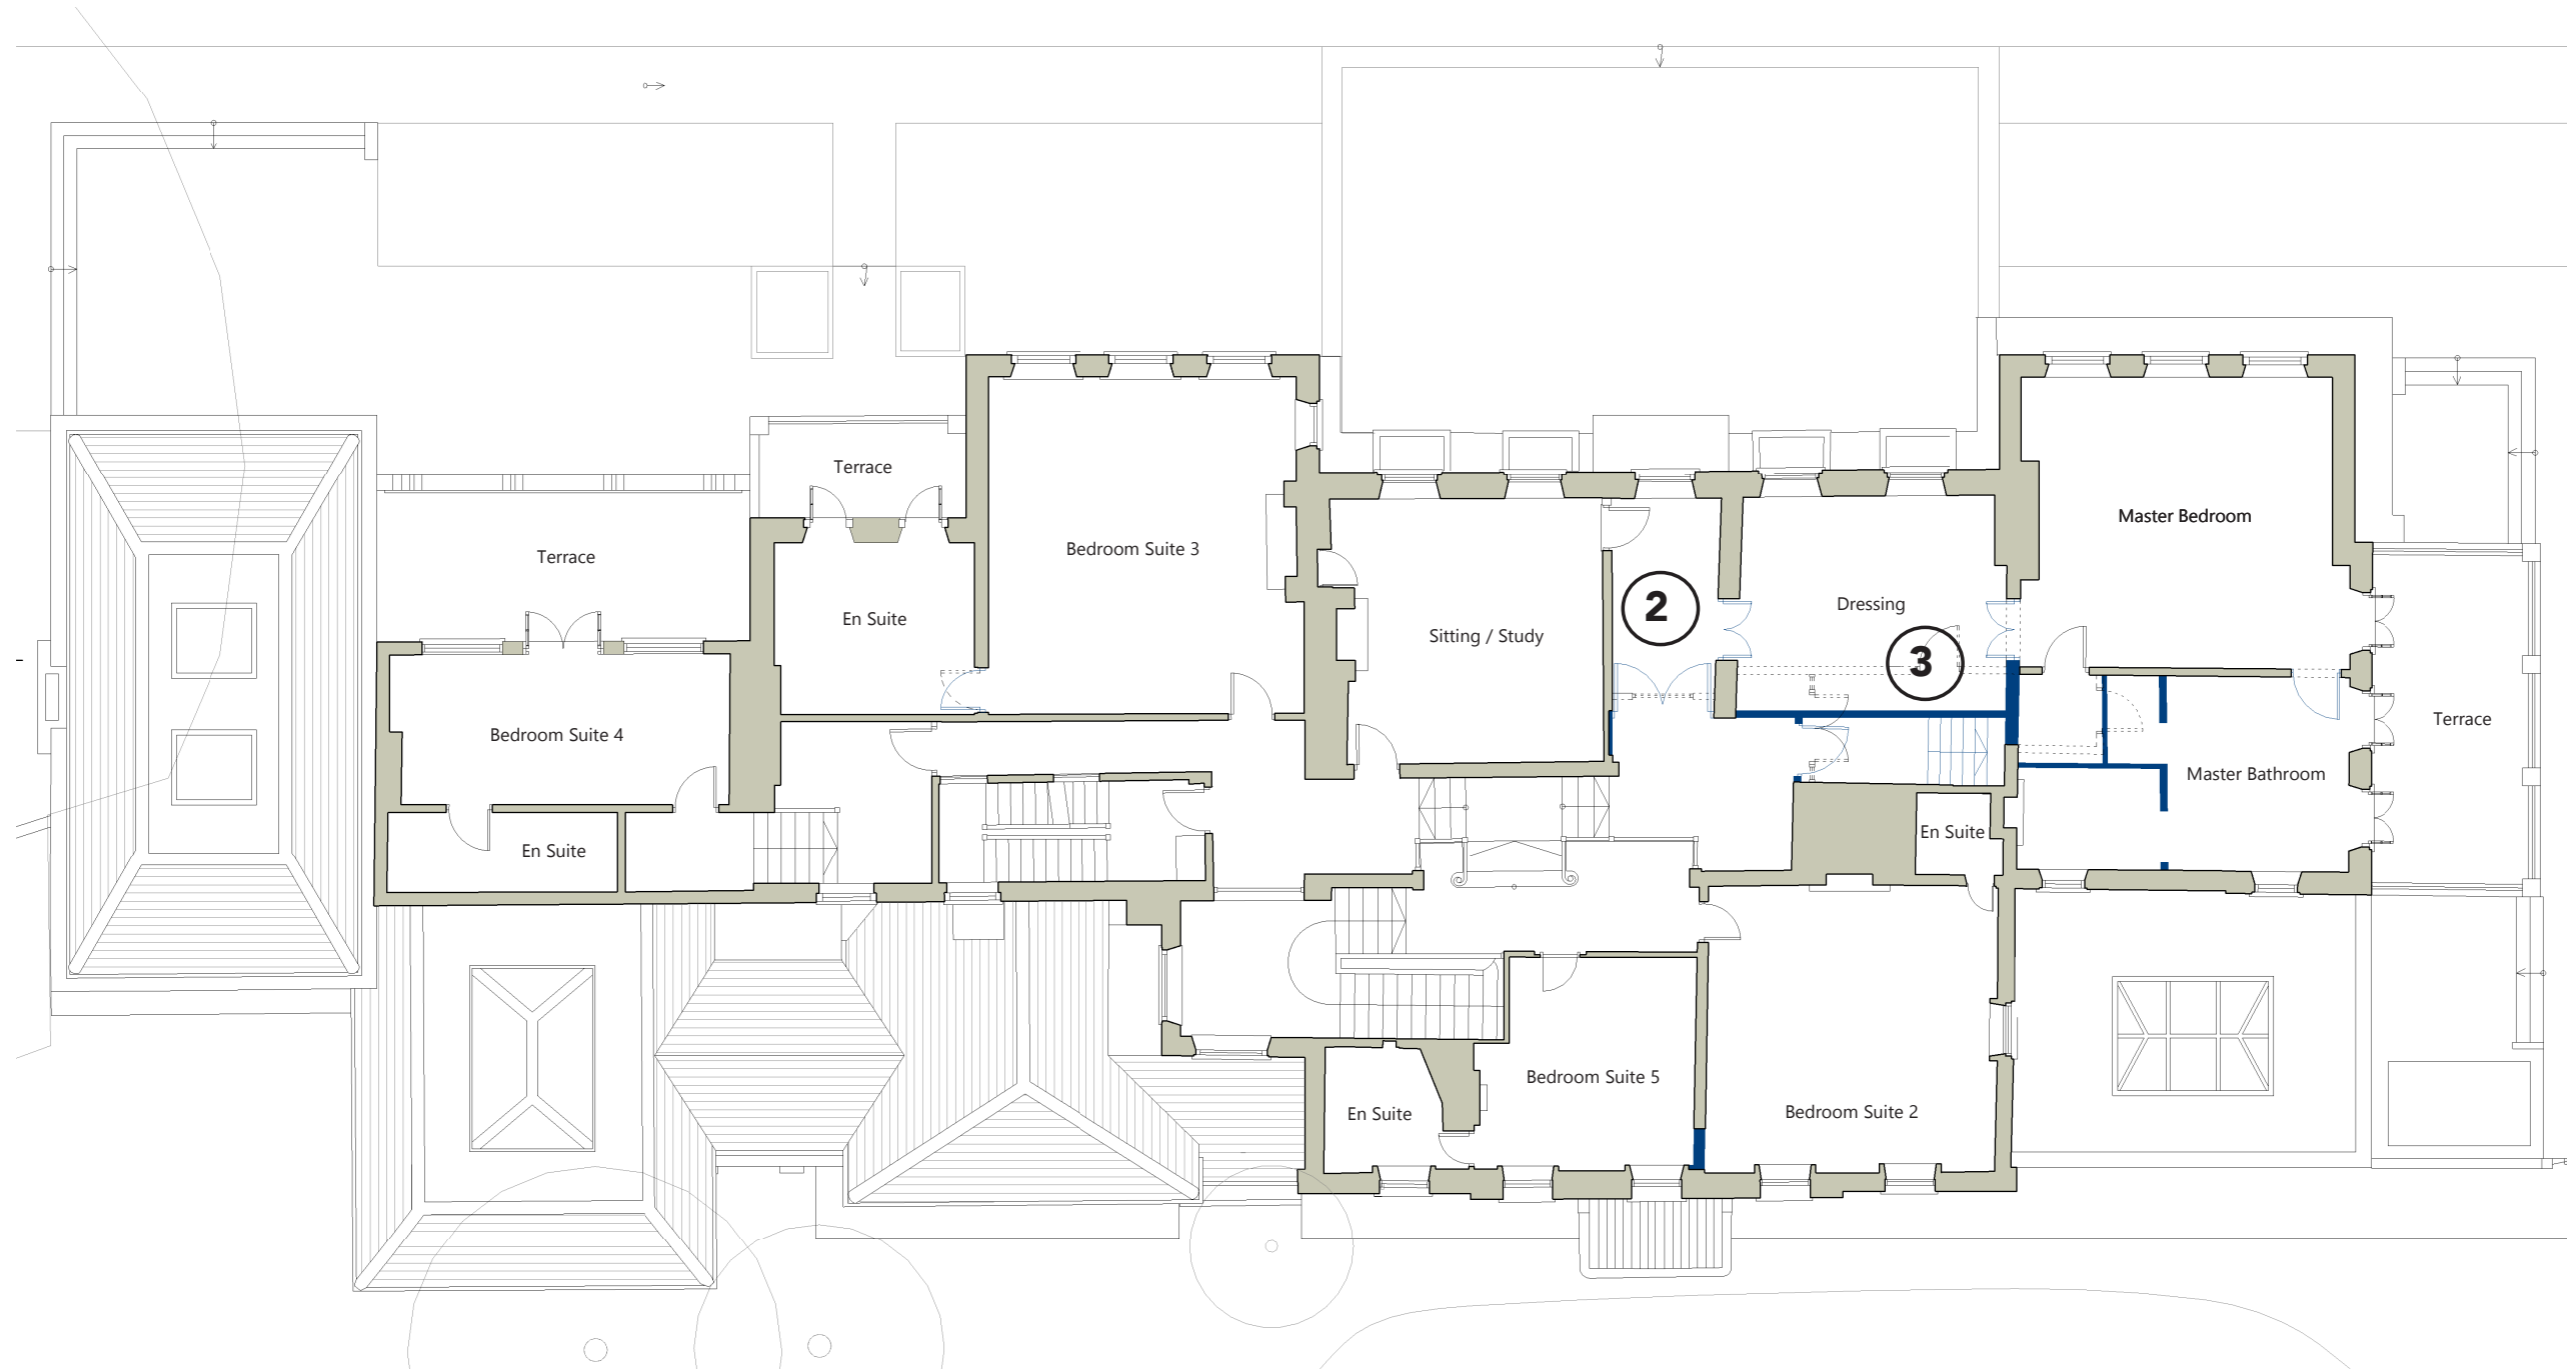 Terrace
Terrace
En Suite
Bedroom Suite 3
Bedroom Suite 4
En Suite
Sitting / Study
2
Dressing
3
Master Bedroom
Terrace
Master Bathroom
En Suite
En Suite
Bedroom Suite 5
Bedroom Suite 2